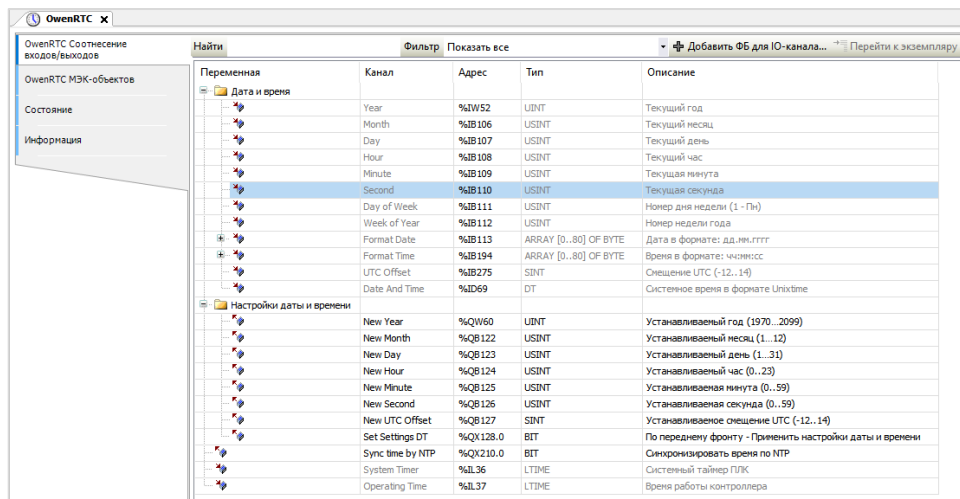 OwenRTC X
OwenRTC Соотнесение
входов/выходов
OwenRTC МЭК-объектов
Состояние
Информация
Найти Фильтр Показать все Добавить ФБ для IO-канала... Перейти к экземпляру
Переменная Канал Адрес Тип Описание
Дата и время
Year %IW52 UINT Текущий год
Month %IB106 USINT Текущий месяц
Day %IB107 USINT Текущий день
Hour %IB108 USINT Текущий час
Minute %IB109 USINT Текущая минута
Second %IB110 USINT Текущая секунда
Day of Week %IB111 USINT Номер дня недели (1 - Пн)
Week of Year %IB112 USINT Номер недели года
Format Date %IB113 ARRAY [0..80] OF BYTE Дата в формате: дд.мм.гггг
Format Time %IB194 ARRAY [0..80] OF BYTE Время в формате: чч:мм:сс
UTC Offset %IB275 SINT Смещение UTC (-12..14)
Date And Time %ID69 DT Системное время в формате Unixtime
Настройки даты и времени
New Year %QW60 UINT Устанавливаемый год (1970...2099)
New Month %QB122 USINT Устанавливаемый месяц (1...12)
New Day %QB123 USINT Устанавливаемый день (1...31)
New Hour %QB124 USINT Устанавливаемый час (0..23)
New Minute %QB125 USINT Устанавливаемая минута (0..59)
New Second %QB126 USINT Устанавливаемая секунда (0..59)
New UTC Offset %QB127 SINT Устанавливаемое смещение UTC (-12..14)
Set Settings DT %QX128.0 BIT По переднему фронту - Применить настройки даты и времени
Sync time by NTP %QX210.0 BIT Синхронизировать время по NTP
System Timer %IL36 LTIME Системный таймер ПЛК
Operating Time %IL37 LTIME Время работы контроллера